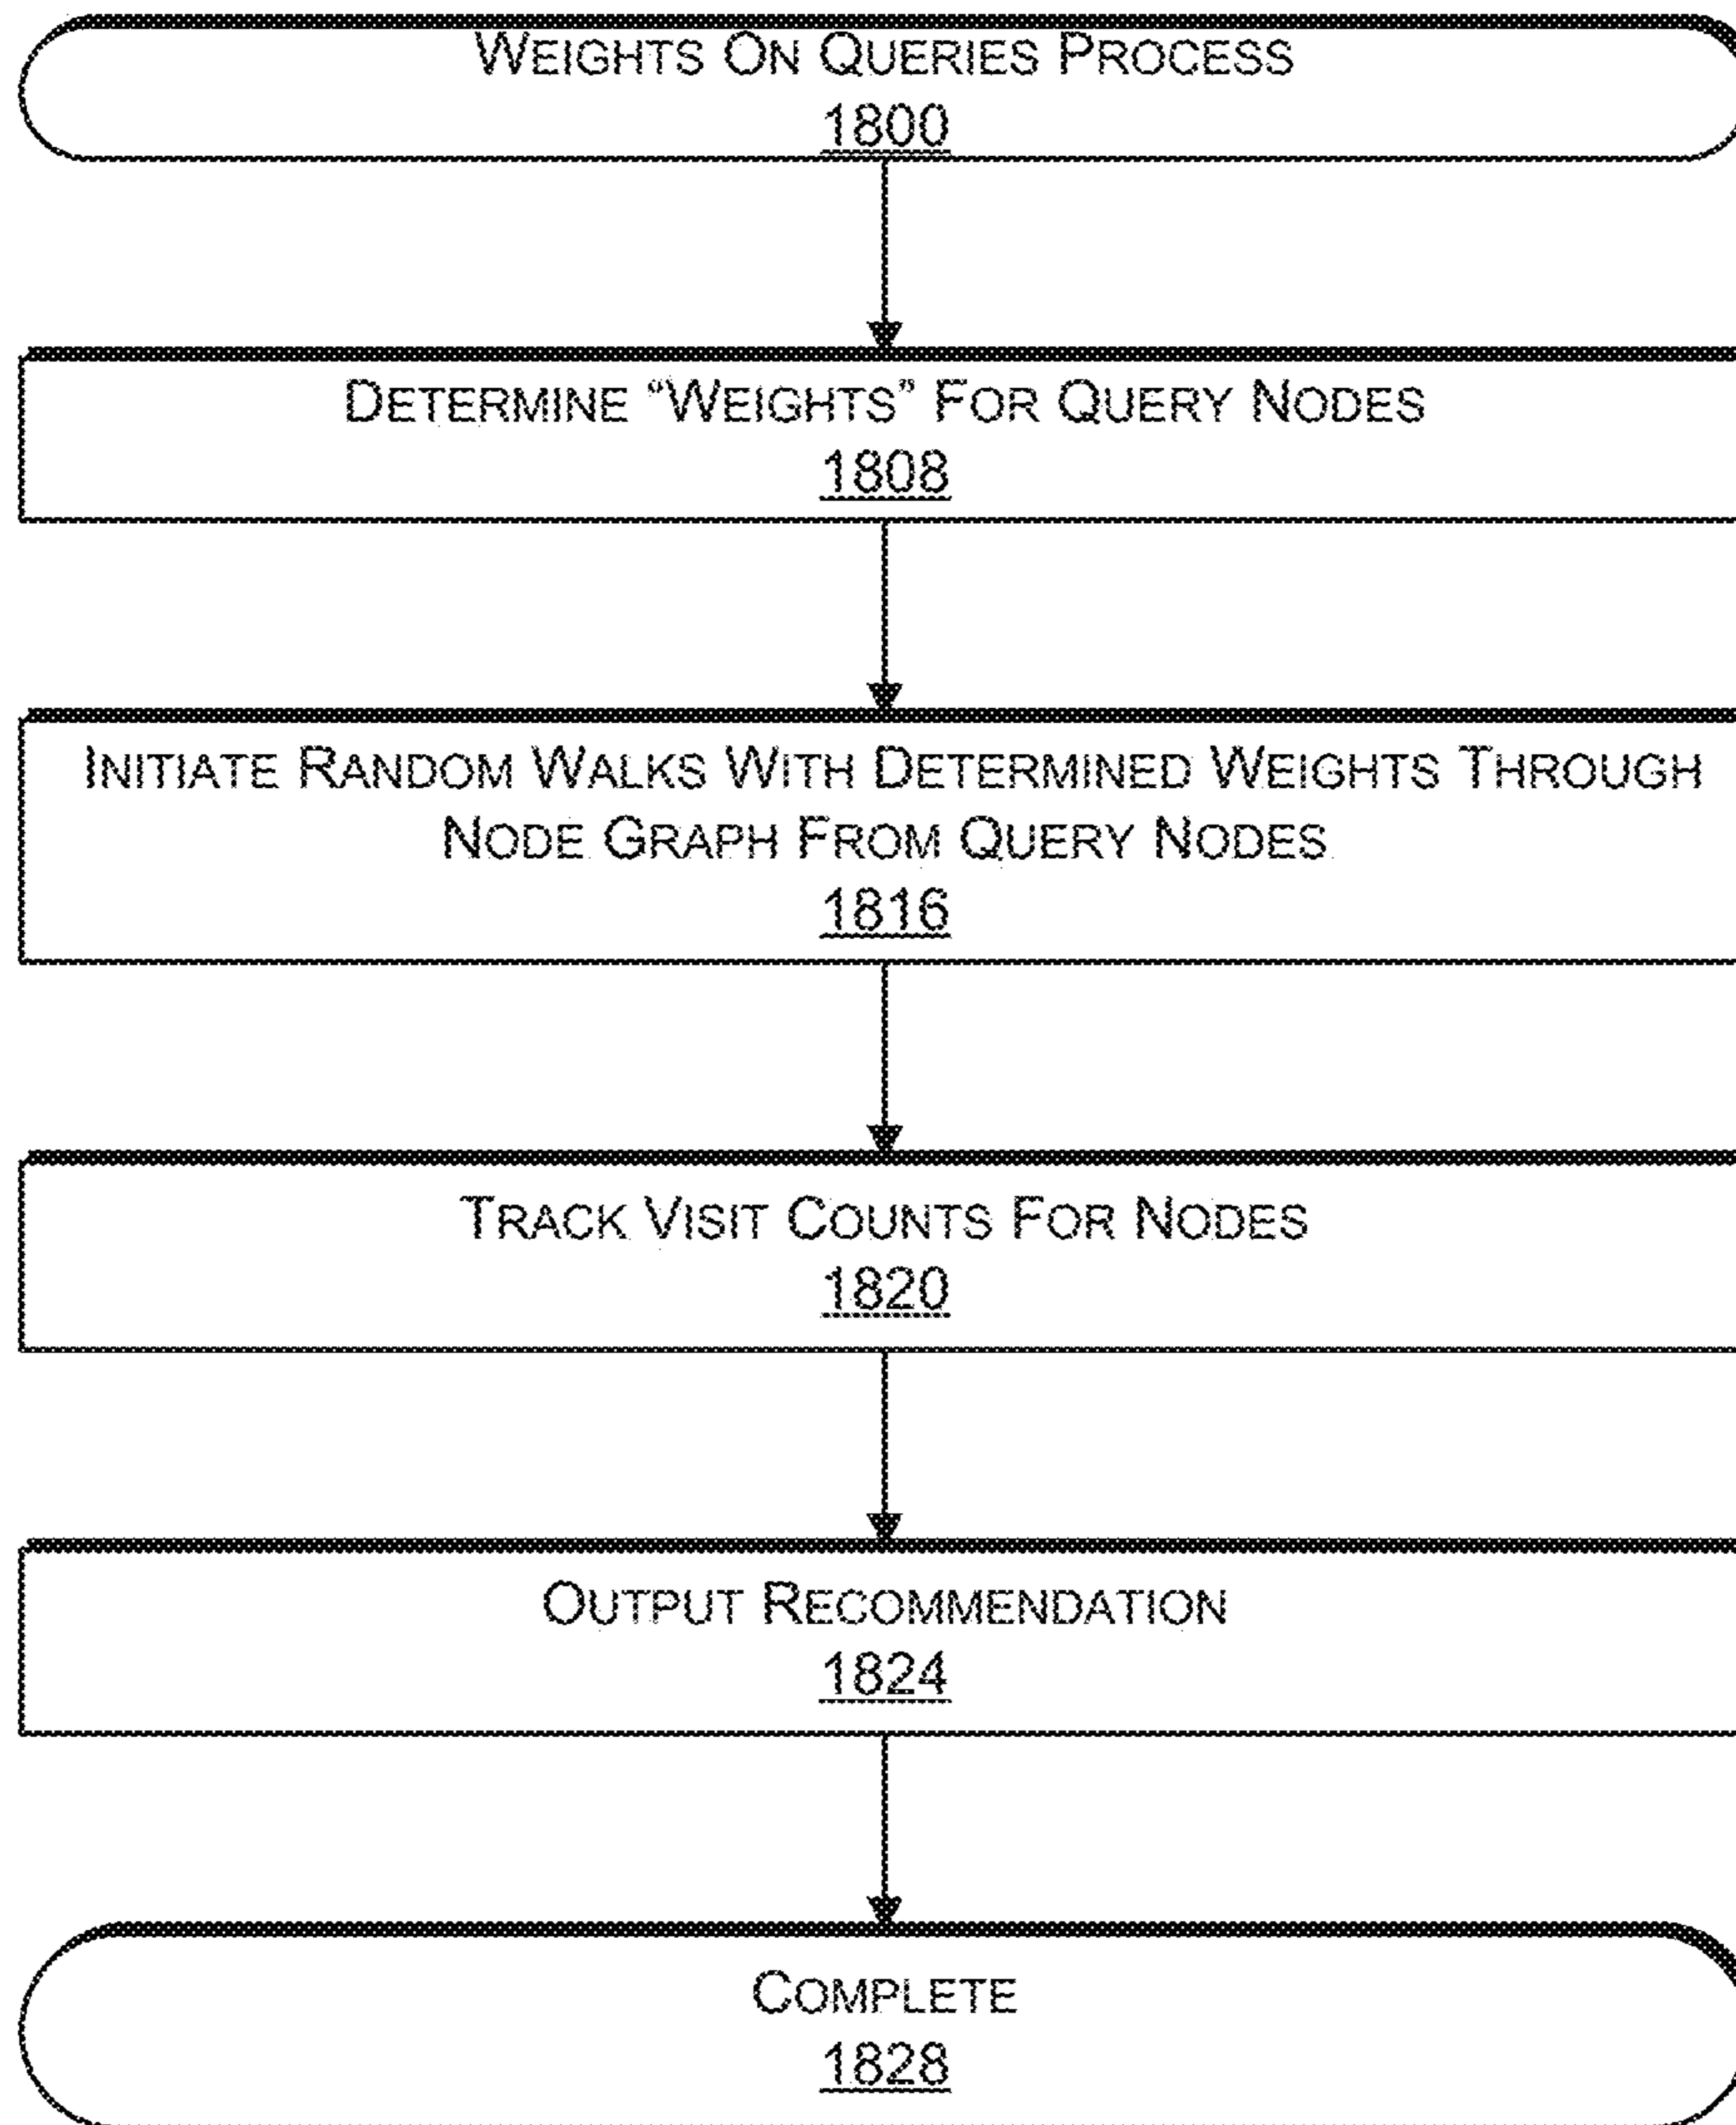 WEIGHTS ON QUERIES PROCESS
1800
DETERMINE “WEIGHTS” FOR QUERY NODES
1808
INITIATE RANDOM WALKS WITH DETERMINED WEIGHTS THROUGH
NODE GRAPH FROM QUERY NODES
1816
TRACK VISIT COUNTS FOR NODES
1820
OUTPUT RECOMMENDATION
1824
COMPLETE
1828